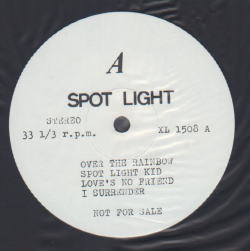 A
SPOT LIGHT
STEREO
33 1/3 r.p.m. XL 1508 A
OVER THE RAINBOW
SPOT LIGHT KID
LOVE'S NO FRIEND
I SURRENDER
NOT FOR SALE